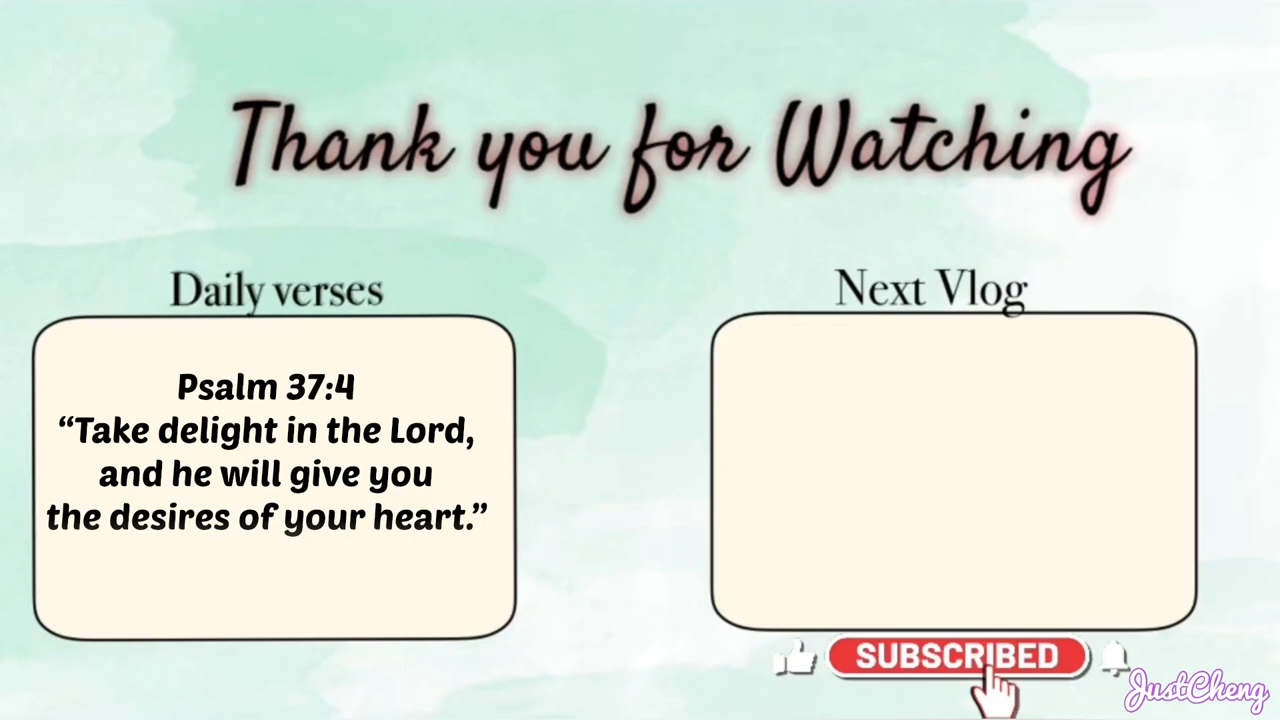 Thank you for Watching
Daily verses
Psalm 37:4
“Take delight in the Lord,
and he will give you
the desires of your heart.”
Next Vlog
SUBSCRIBED
JustCheng